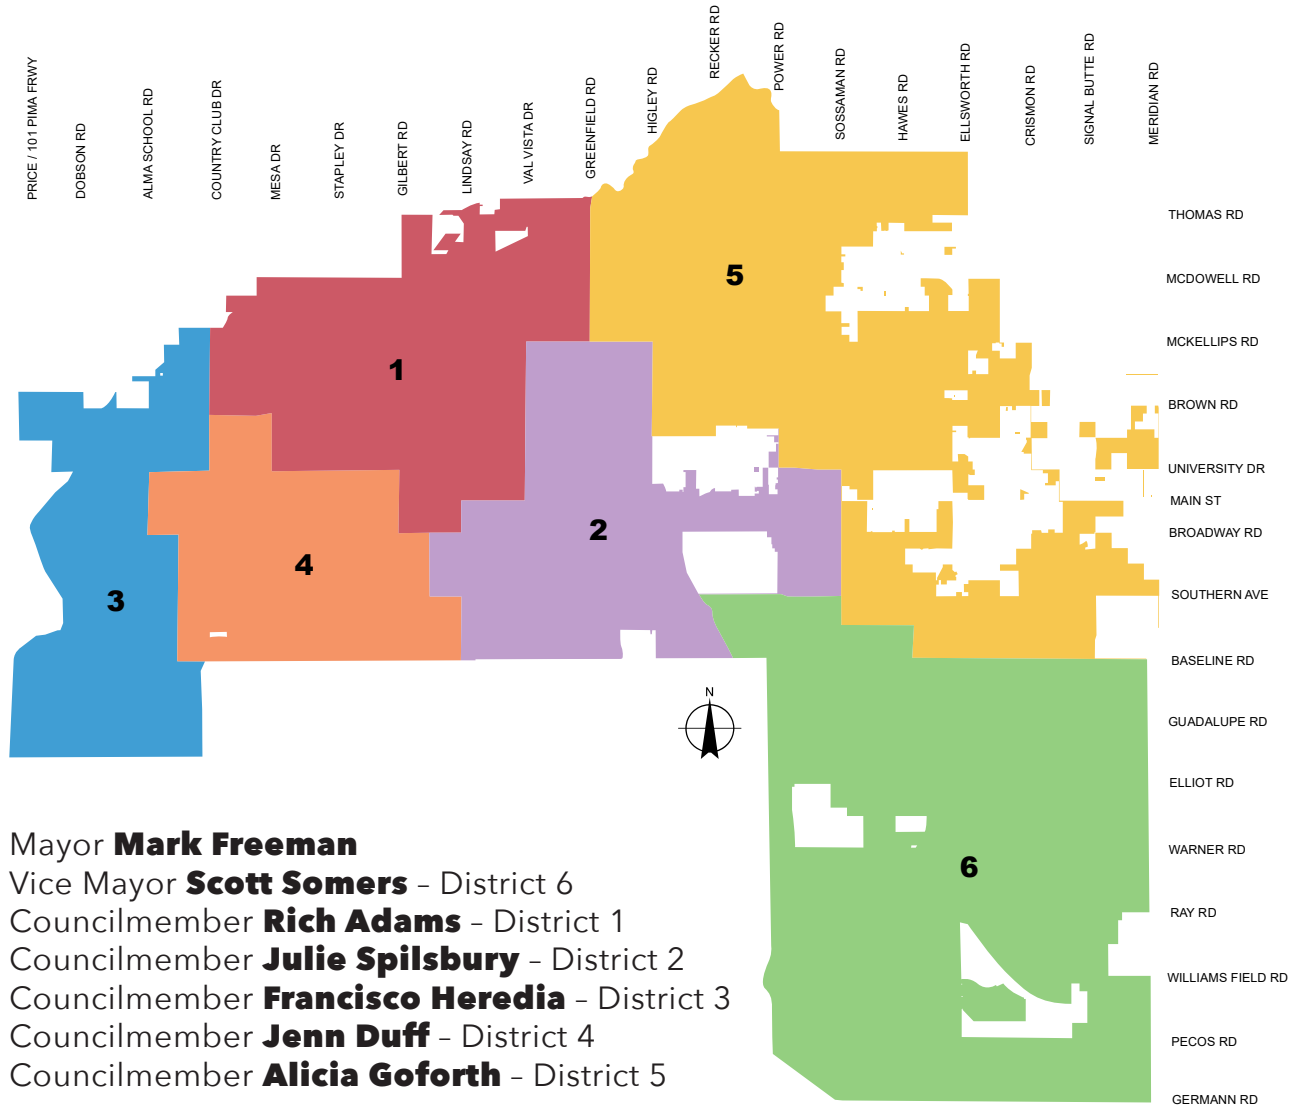 PRICE / 101 PIMA FRWY
DOBSON RD
ALMA SCHOOL RD
COUNTRY CLUB DR
MESA DR
STAPLEY DR
GILBERT RD
LINDSAY RD
VAL VISTA DR
GREENFIELD RD
HIGLEY RD
RECKER RD
POWER RD
SOSSAMAN RD
HAWES RD
ELLSWORTH RD
CRISMON RD
SIGNAL BUTTE RD
MERIDIAN RD
THOMAS RD
MCDOWELL RD
MCKELLIPS RD
BROWN RD
UNIVERSITY DR
MAIN ST
BROADWAY RD
SOUTHERN AVE
BASELINE RD
GUADALUPE RD
ELLIOT RD
WARNER RD
RAY RD
WILLIAMS FIELD RD
PECOS RD
GERMANN RD
5
1
2
4
3
6
N
Mayor Mark Freeman
Vice Mayor Scott Somers – District 6
Councilmember Rich Adams – District 1
Councilmember Julie Spilsbury – District 2
Councilmember Francisco Heredia – District 3
Councilmember Jenn Duff – District 4
Councilmember Alicia Goforth – District 5